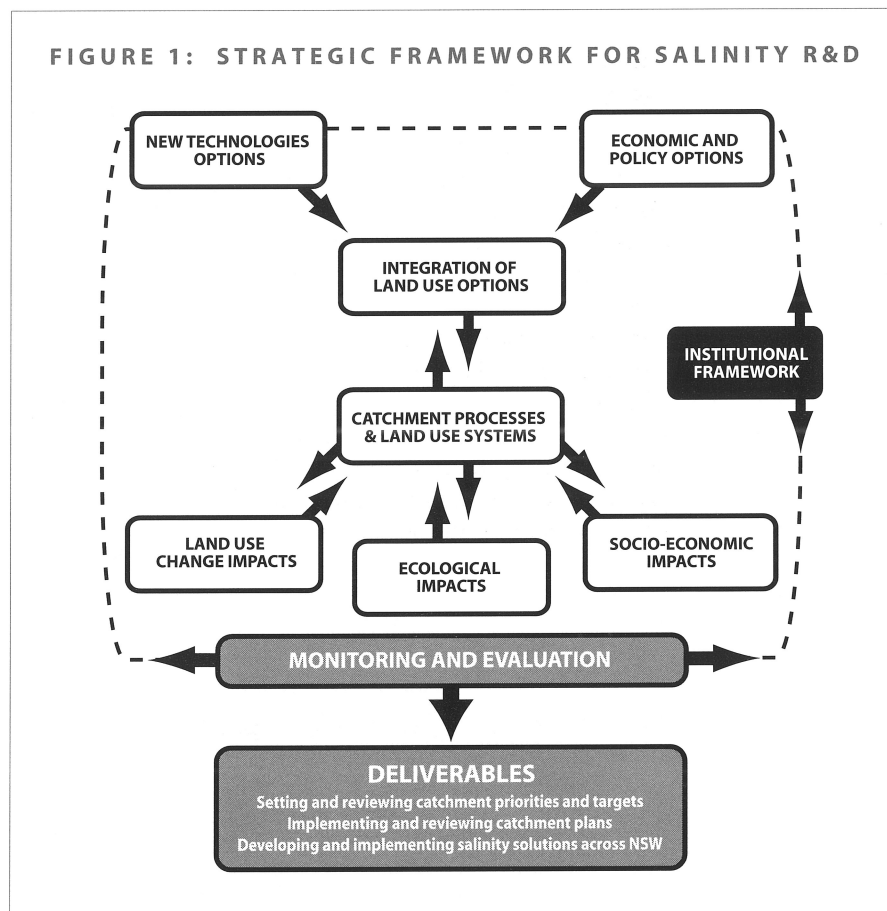 FIGURE 1: STRATEGIC FRAMEWORK FOR SALINITY R&D
NEW TECHNOLOGIES
OPTIONS
ECONOMIC AND
POLICY OPTIONS
INTEGRATION OF
LAND USE OPTIONS
INSTITUTIONAL
FRAMEWORK
CATCHMENT PROCESSES
& LAND USE SYSTEMS
LAND USE
CHANGE IMPACTS
ECOLOGICAL
IMPACTS
SOCIO-ECONOMIC
IMPACTS
MONITORING AND EVALUATION
DELIVERABLES
Setting and reviewing catchment priorities and targets
Implementing and reviewing catchment plans
Developing and implementing salinity solutions across NSW